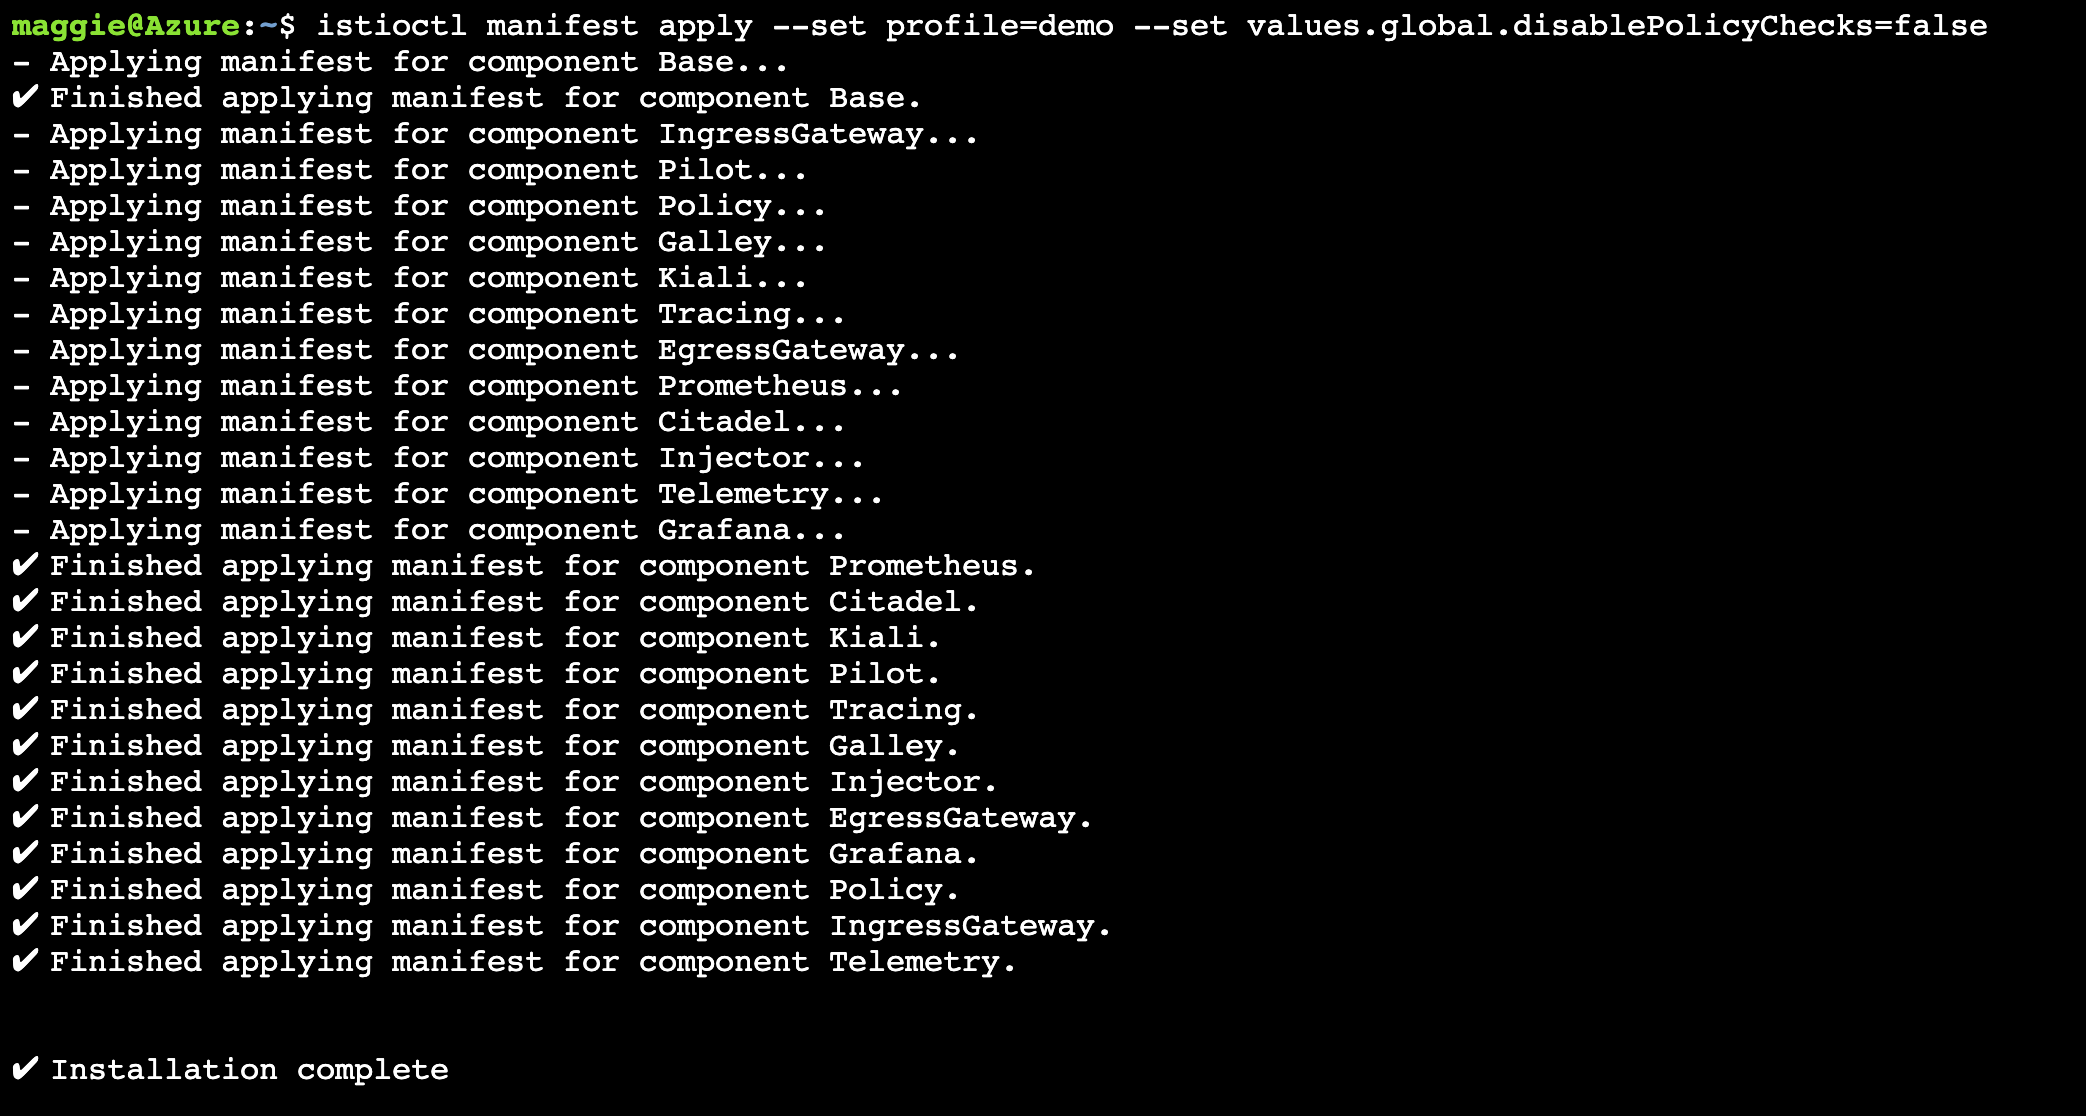 maggie@Azure:~$ istioctl manifest apply --set profile=demo --set values.global.disablePolicyChecks=false
- Applying manifest for component Base...
✔ Finished applying manifest for component Base.
- Applying manifest for component IngressGateway...
- Applying manifest for component Pilot...
- Applying manifest for component Policy...
- Applying manifest for component Galley...
- Applying manifest for component Kiali...
- Applying manifest for component Tracing...
- Applying manifest for component EgressGateway...
- Applying manifest for component Prometheus...
- Applying manifest for component Citadel...
- Applying manifest for component Injector...
- Applying manifest for component Telemetry...
- Applying manifest for component Grafana...
✔ Finished applying manifest for component Prometheus.
✔ Finished applying manifest for component Citadel.
✔ Finished applying manifest for component Kiali.
✔ Finished applying manifest for component Pilot.
✔ Finished applying manifest for component Tracing.
✔ Finished applying manifest for component Galley.
✔ Finished applying manifest for component Injector.
✔ Finished applying manifest for component EgressGateway.
✔ Finished applying manifest for component Grafana.
✔ Finished applying manifest for component Policy.
✔ Finished applying manifest for component IngressGateway.
✔ Finished applying manifest for component Telemetry.
✔ Installation complete